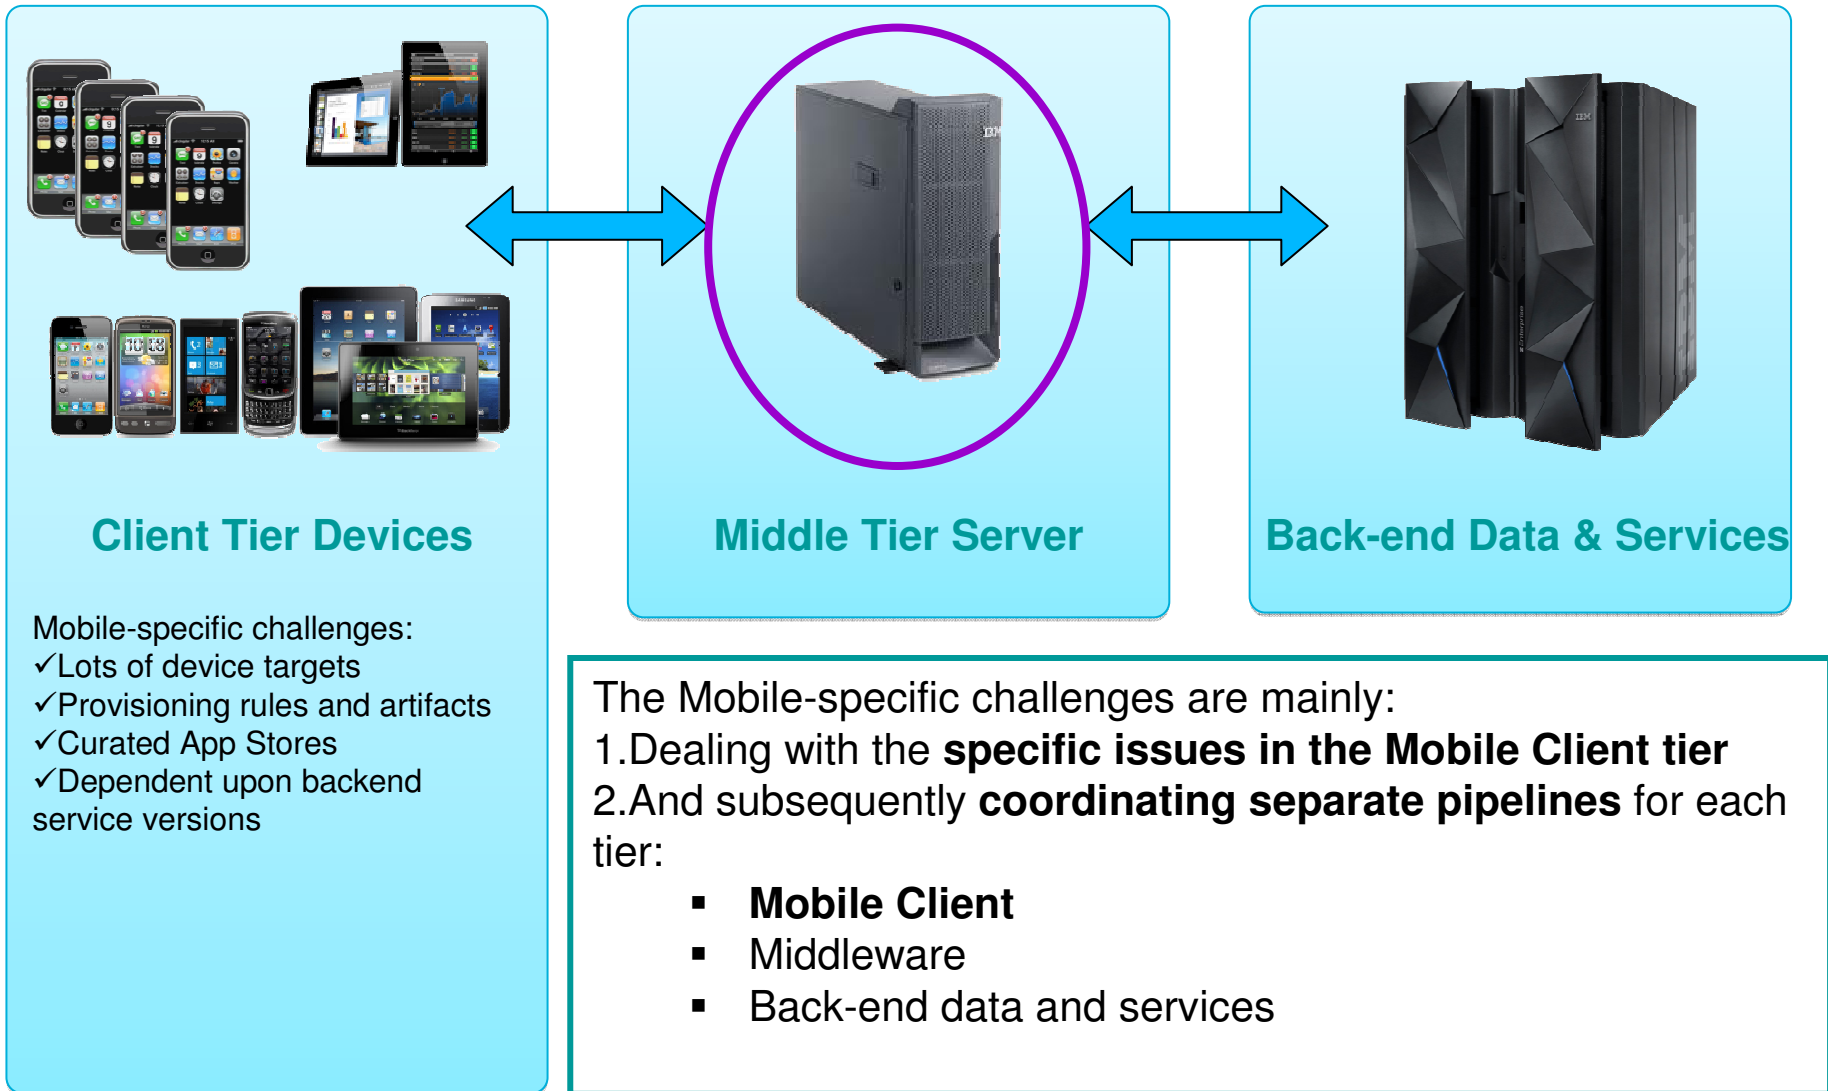 IBM
IBM
zEnterprise
Client Tier Devices
Middle Tier Server
Back-end Data & Services
Mobile-specific challenges:
✓Lots of device targets
✓Provisioning rules and artifacts
✓Curated App Stores
✓Dependent upon backend
service versions
The Mobile-specific challenges are mainly:
1.Dealing with the specific issues in the Mobile Client tier
2.And subsequently coordinating separate pipelines for each
tier:
▪ Mobile Client
▪ Middleware
▪ Back-end data and services